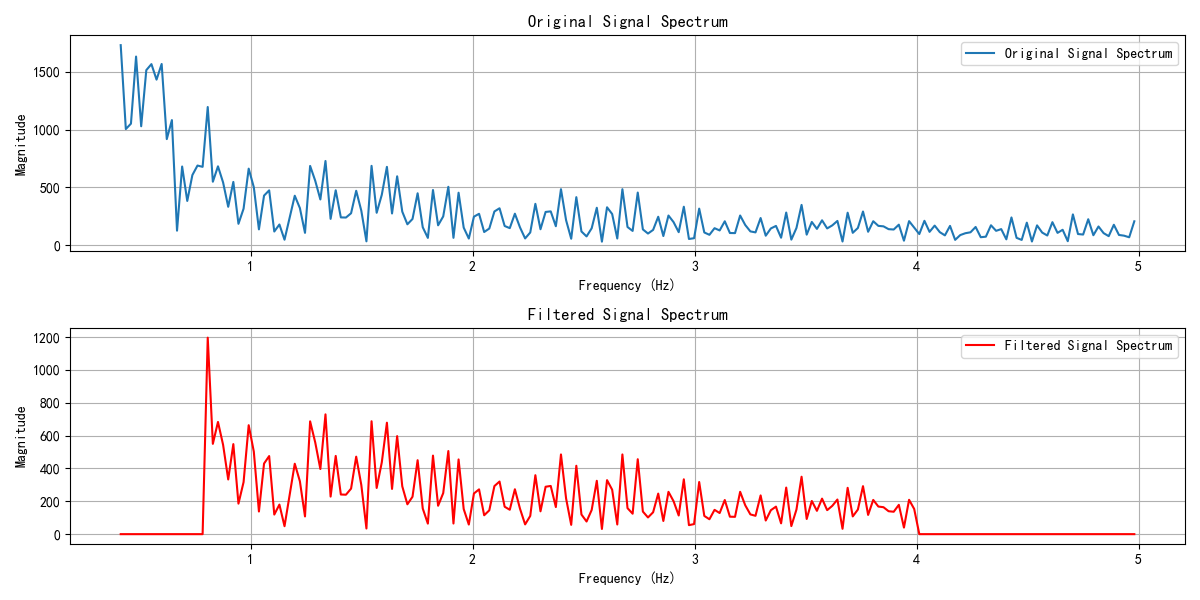 Original Signal Spectrum
Original Signal Spectrum
Magnitude
1500
1000
500
0
1 2 3 4 5
Frequency (Hz)
Filtered Signal Spectrum
Filtered Signal Spectrum
Magnitude
1200
1000
800
600
400
200
0
1 2 3 4 5
Frequency (Hz)